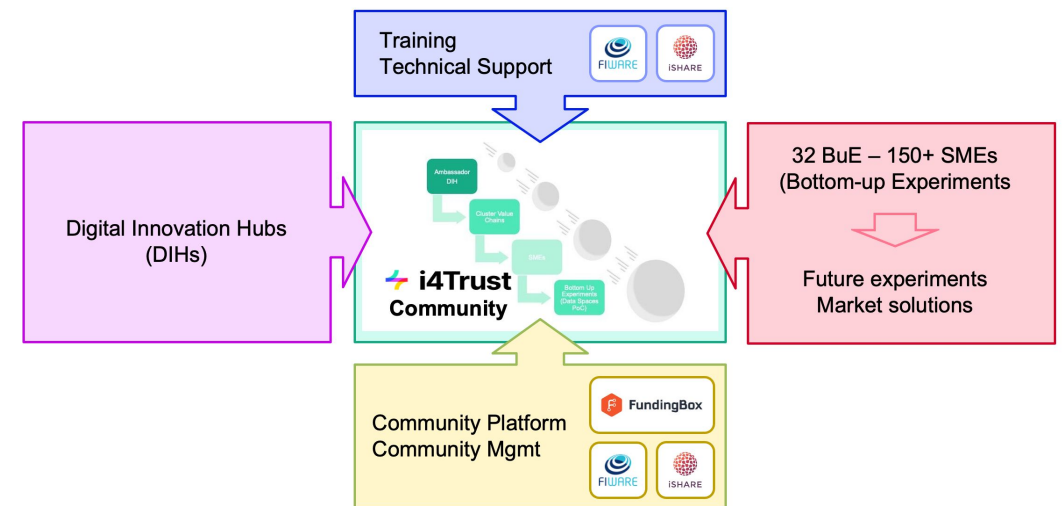 Training
Technical Support
FIWARE
iSHARE
Digital Innovation Hubs
(DIHs)
Ambassador
DIH
Cluster Value
Chains
SMEs
Bottom Up
Experiments
(Data Spaces
PoC)
i4Trust
Community
32 BuE – 150+ SMEs
(Bottom-up Experiments
Future experiments
Market solutions
Community Platform
Community Mgmt
FundingBox
FIWARE
iSHARE